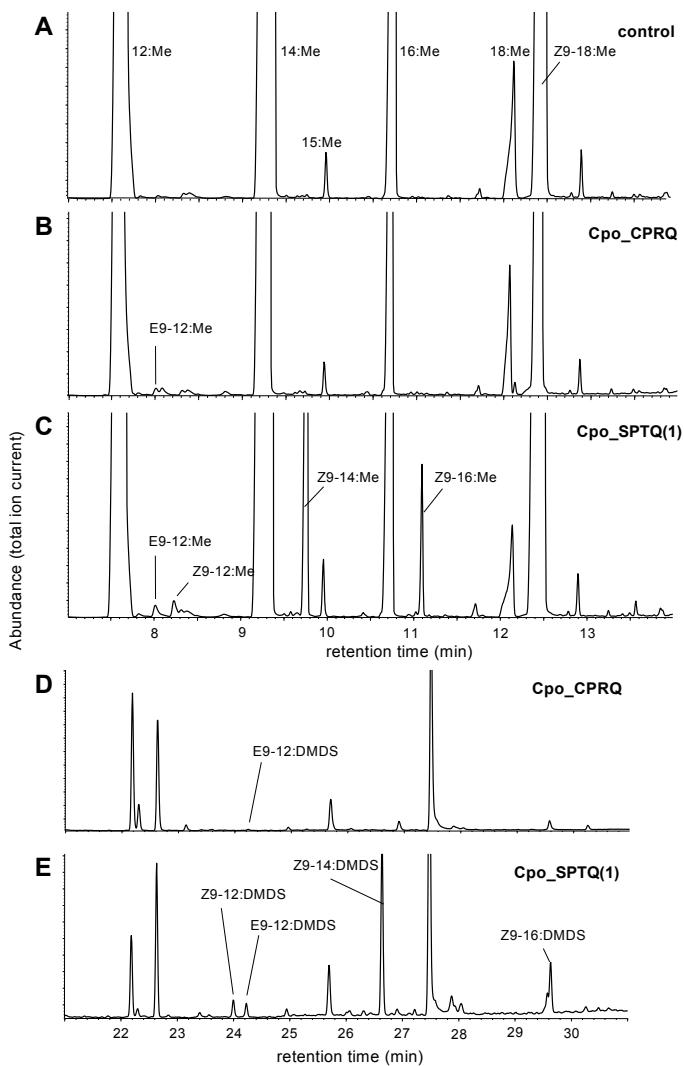 A
control
12:Me
14:Me
16:Me
18:Me
Z9-18:Me
15:Me
B
Cpo_CPRQ
E9-12:Me
C
Cpo_SPTQ(1)
Z9-14:Me
Z9-16:Me
E9-12:Me
Z9-12:Me
Abundance (total ion current)
8 9 10 11 12 13
retention time (min)
D
Cpo_CPRQ
E9-12:DMDS
E
Cpo_SPTQ(1)
Z9-14:DMDS
Z9-12:DMDS
E9-12:DMDS
Z9-16:DMDS
22 23 24 25 26 27 28 29 30
retention time (min)